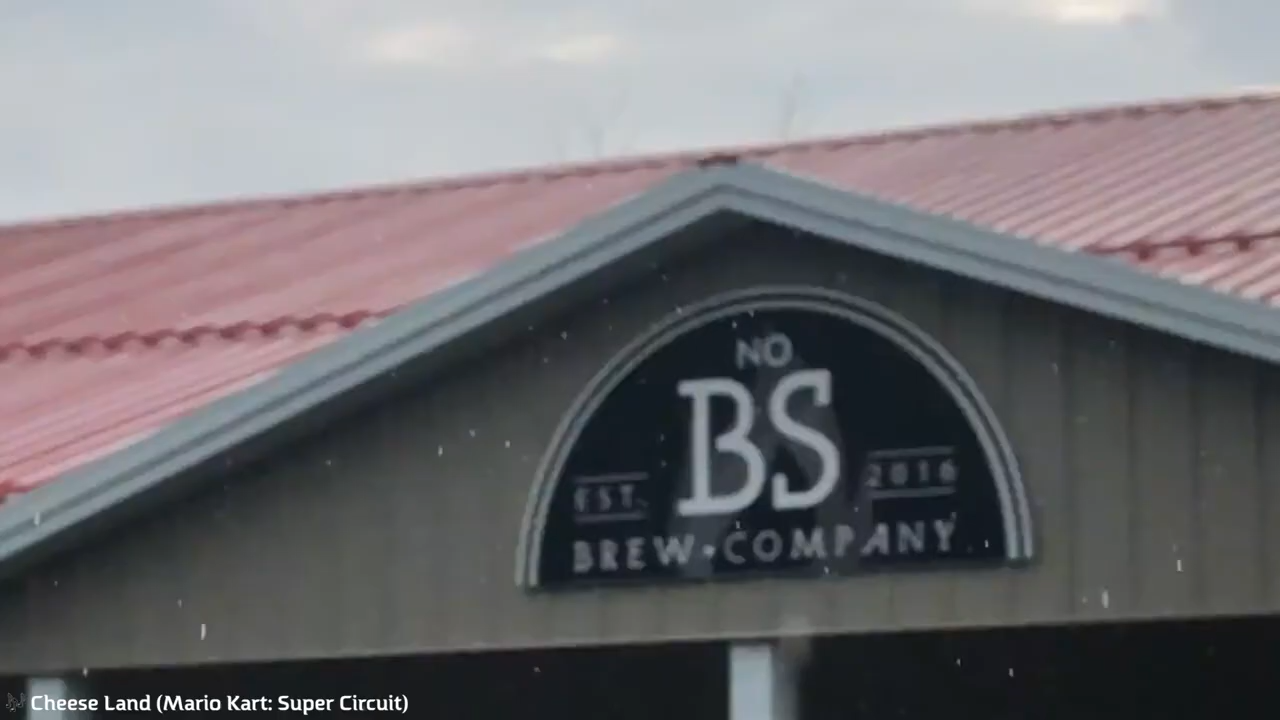 NO
BS
EST. 2016
BREW • COMPANY
Cheese Land (Mario Kart: Super Circuit)